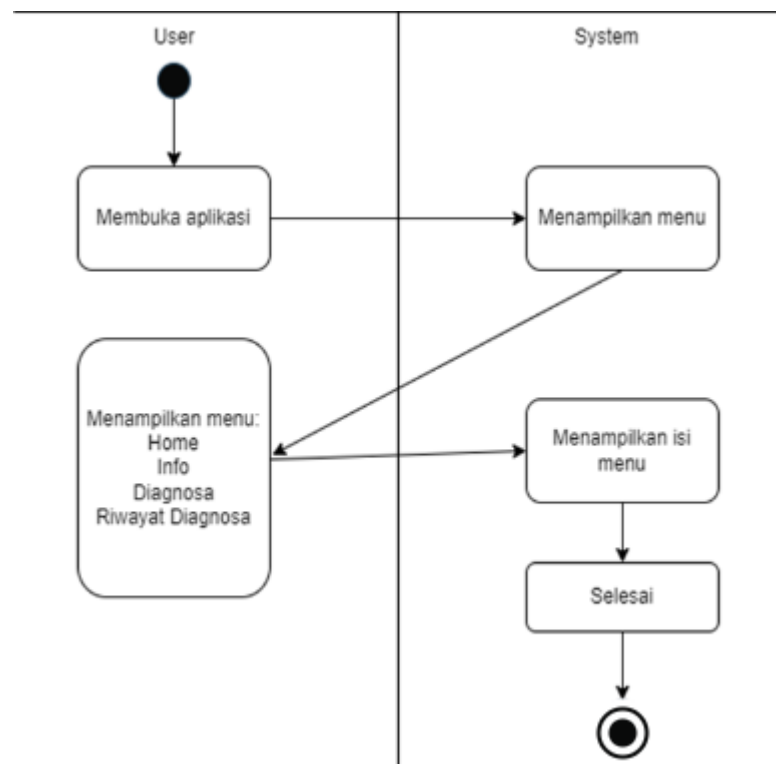 User
System
Membuka aplikasi
Menampilkan menu
Menampilkan menu:
Home
Info
Diagnosa
Riwayat Diagnosa
Menampilkan isi
menu
Selesai